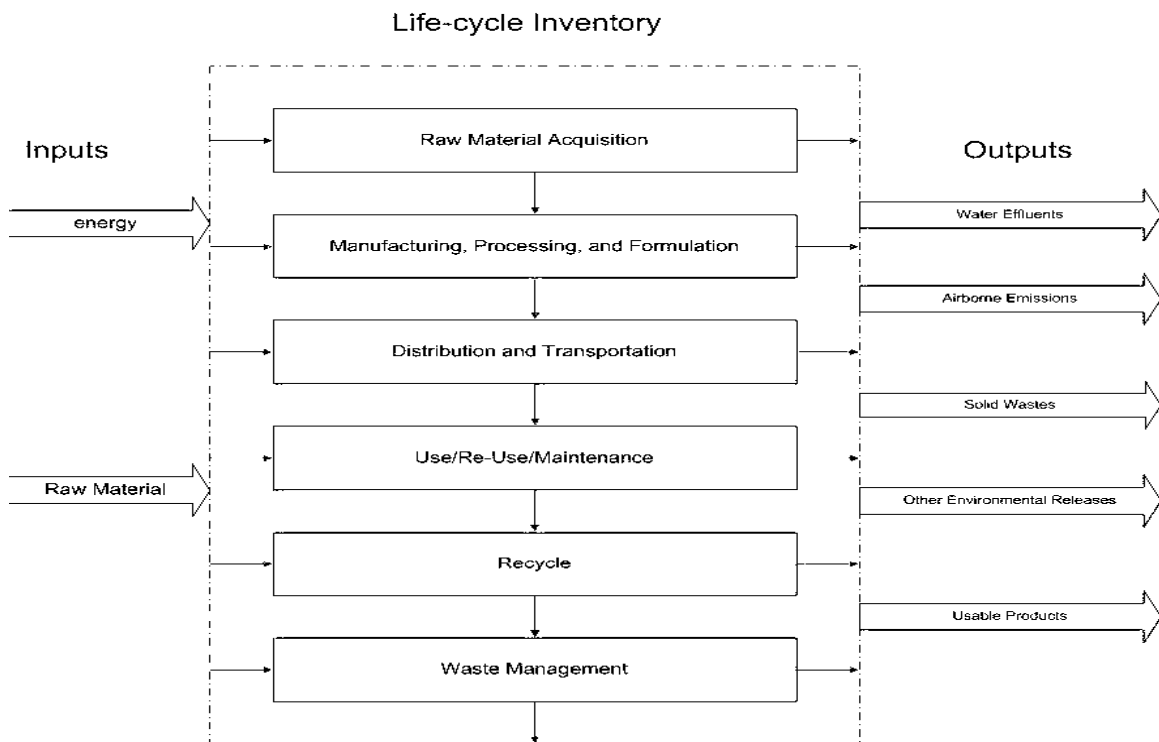 Life-cycle Inventory
Inputs
Outputs
energy
Raw Material
Raw Material Acquisition
Manufacturing, Processing, and Formulation
Distribution and Transportation
Use/Re-Use/Maintenance
Recycle
Waste Management
Water Effluents
Airborne Emissions
Solid Wastes
Other Environmental Releases
Usable Products